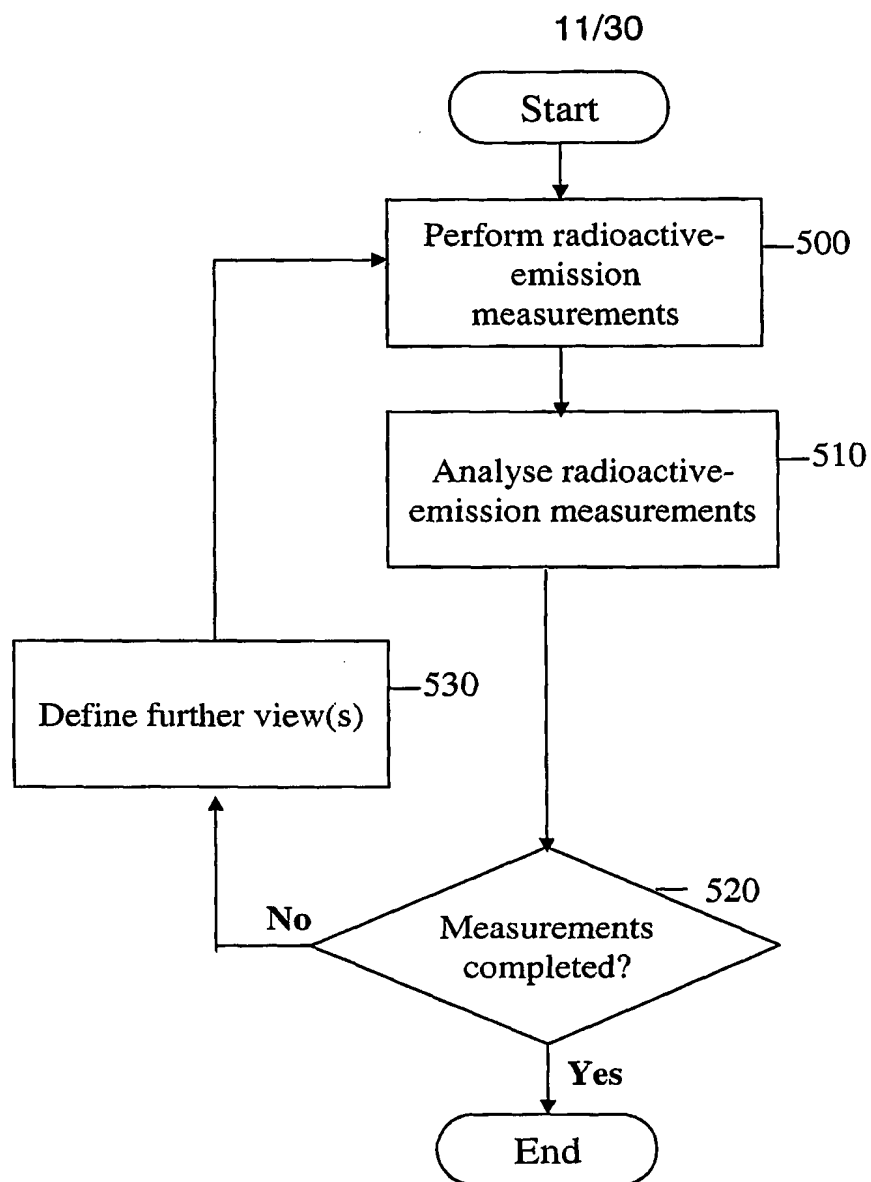 11/30
Start
Perform radioactive-
emission
measurements
500
Analyse radioactive-
emission measurements
510
Define further view(s)
530
520
No
Measurements
completed?
Yes
End